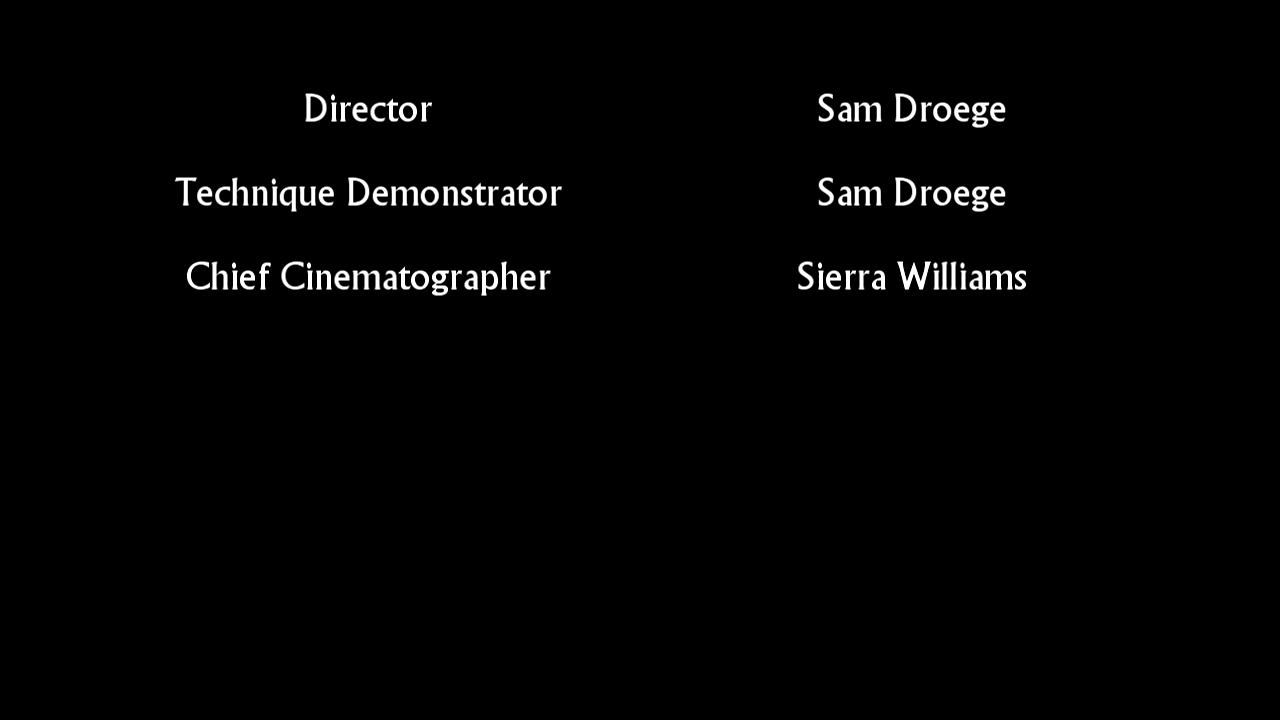 Director Sam Droege
Technique Demonstrator Sam Droege
Chief Cinematographer Sierra Williams